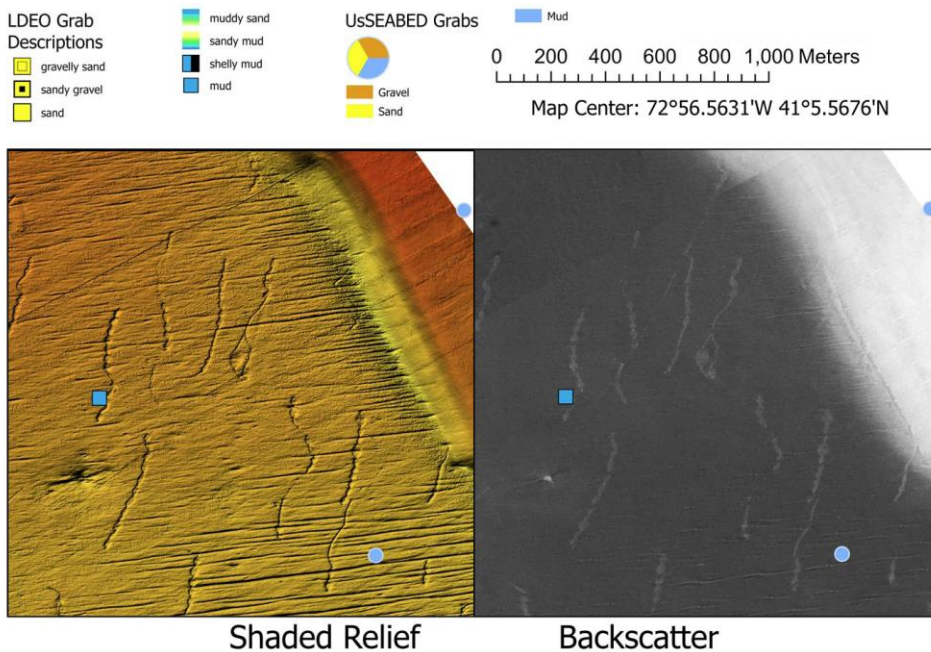 LDEO Grab
Descriptions
gravelly sand
sandy gravel
sand
muddy sand
sandy mud
shelly mud
mud
UsSEABED Grabs
Gravel
Sand
Mud
0 200 400 600 800 1,000 Meters
Map Center: 72°56.5631'W 41°5.5676'N
Shaded Relief
Backscatter